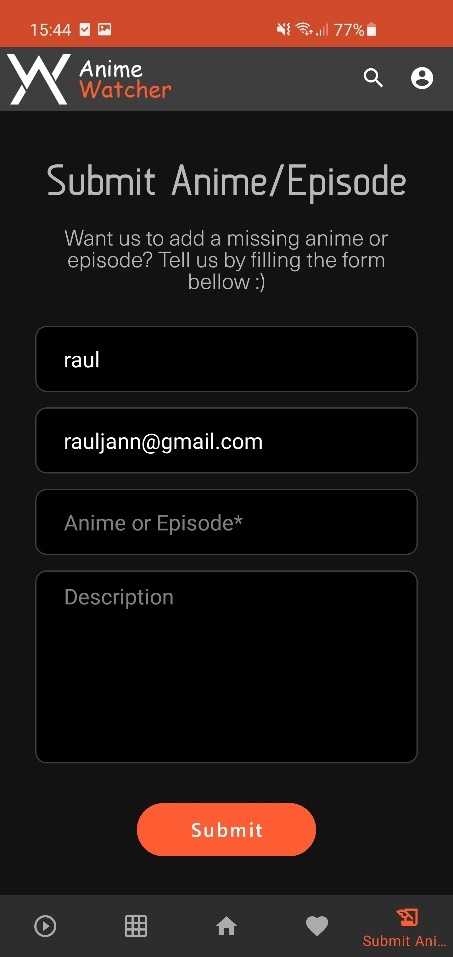 15:44 77%
Anime
Watcher
Submit Anime/Episode
Want us to add a missing anime or
episode? Tell us by filling the form
bellow :)
raul
rauljann@gmail.com
Anime or Episode*
Description
Submit
Submit Ani...